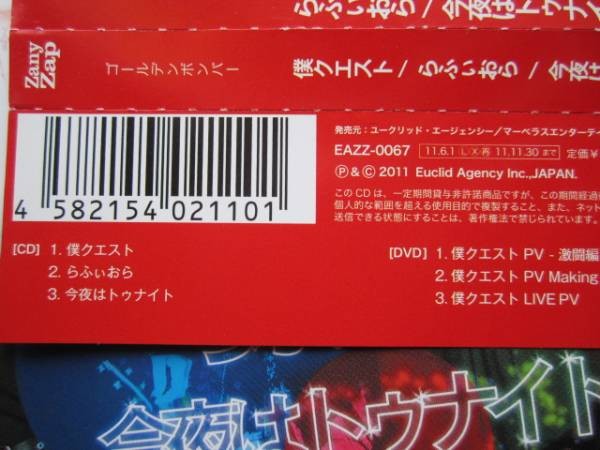 らふぃおら / 今夜はトゥナイト
Zany Zap
ゴールデンボンバー
僕クエスト / らふぃおら / 今夜は
発売元：ユークリッド・エージェンシー/マーベラスエンターテイ
EAZZ-0067 11.6.1 L X 再 11.11.30 まで 定価¥
Ⓟ & © 2011 Euclid Agency Inc.,JAPAN.
このCDは、一定期間貸与非許諾商品ですが、この期間経過
個人的な範囲を超える使用目的で複製すること、また、ネット
送信できる状態にすることは、著作権法で禁じられています。
4 582154 021101
[CD] 1. 僕クエスト
2. らふぃおら
3. 今夜はトゥナイト
[DVD] 1. 僕クエスト PV - 激闘編
2. 僕クエスト PV Making
3. 僕クエスト LIVE PV
今夜はトゥナイト